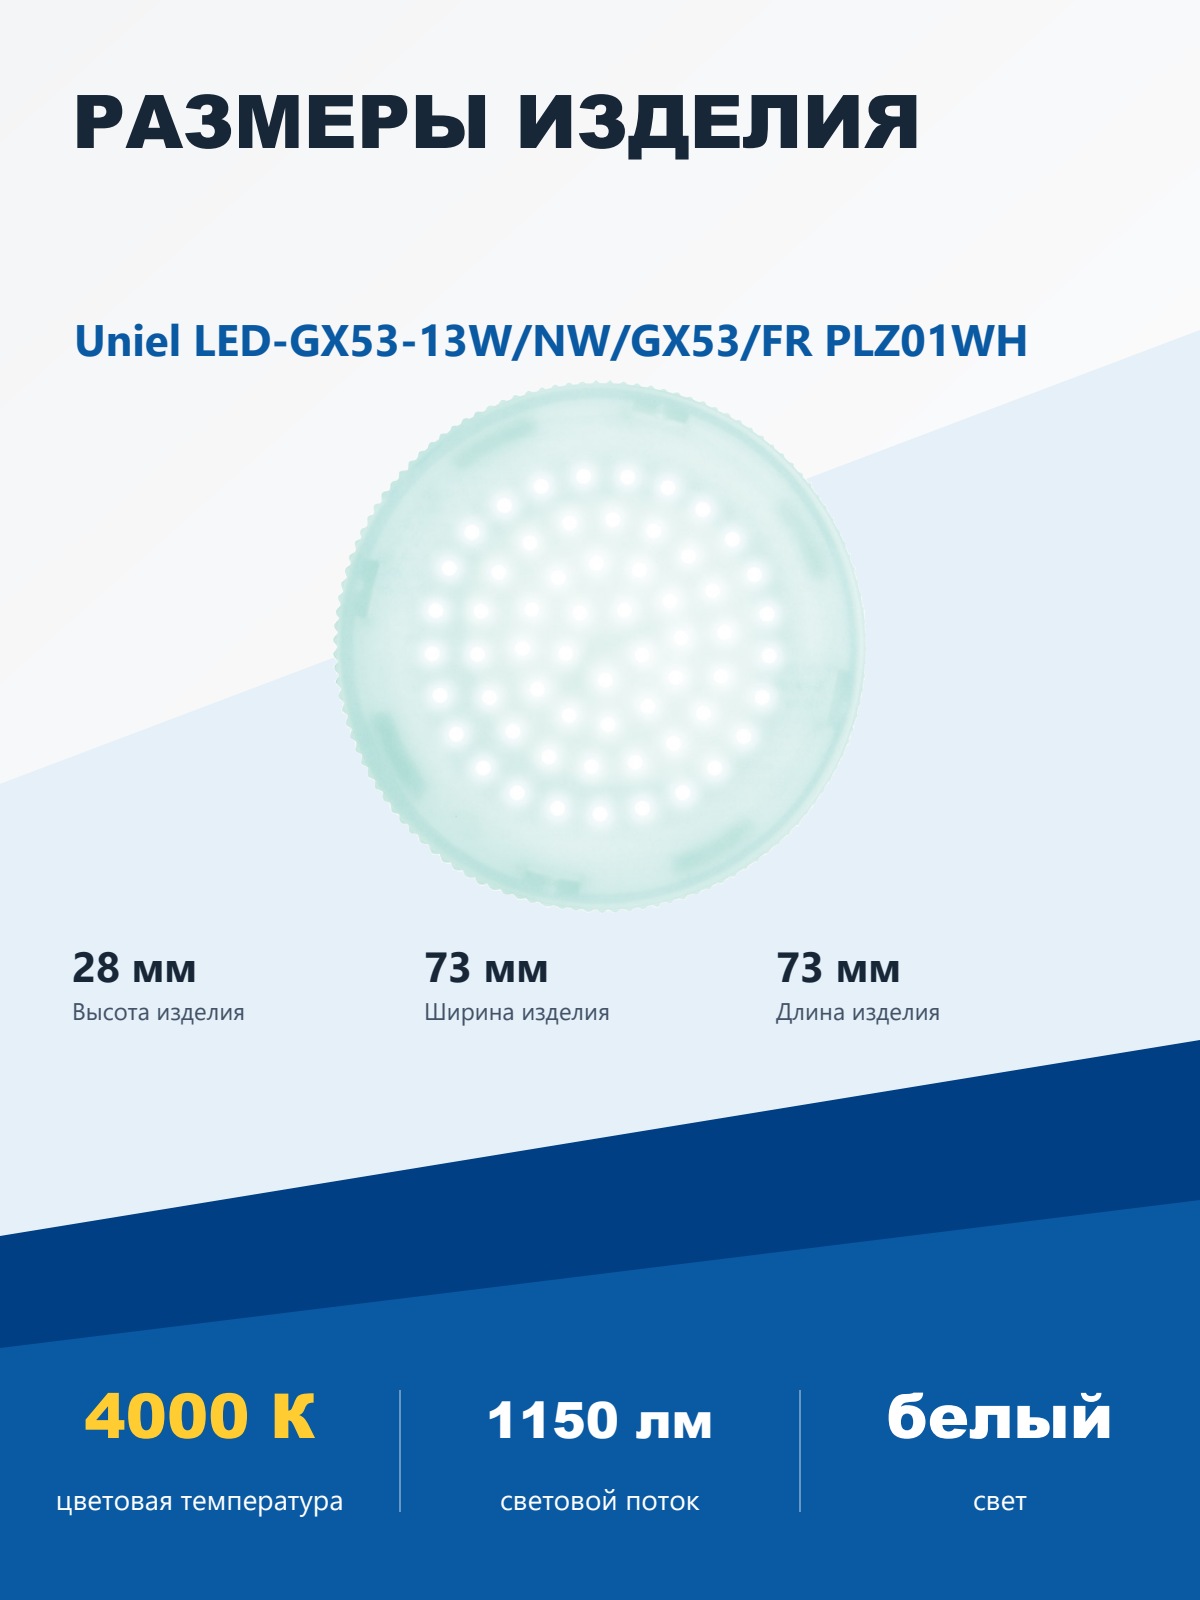 РАЗМЕРЫ ИЗДЕЛИЯ
Uniel LED-GX53-13W/NW/GX53/FR PLZ01WH
28 мм
Высота изделия
73 мм
Ширина изделия
73 мм
Длина изделия
4000 К
цветовая температура
1150 лм
световой поток
белый
свет